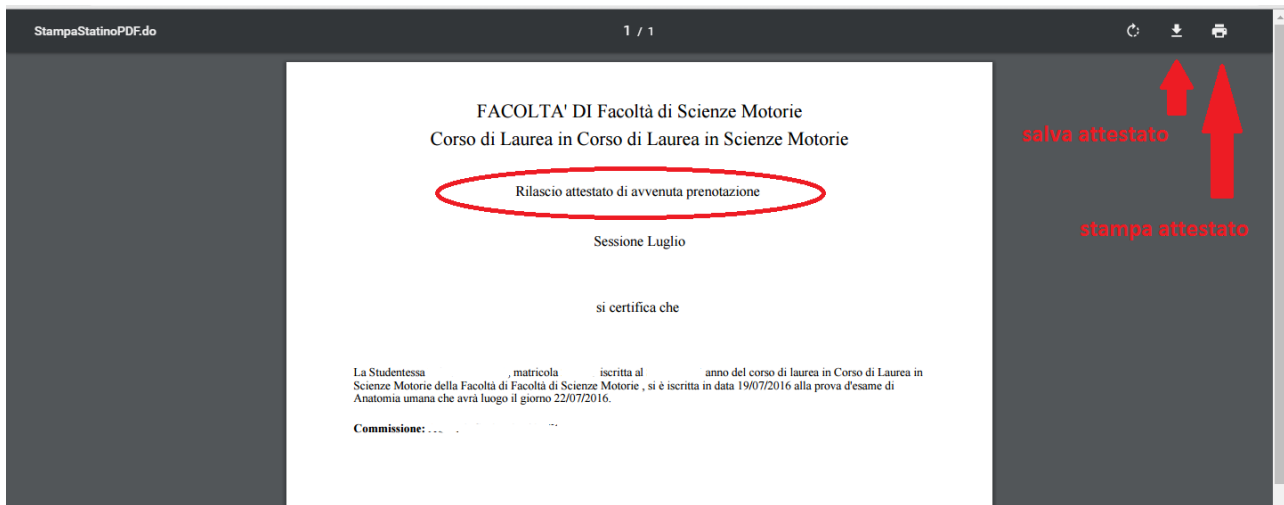 StampaStatinoPDF.do
1 / 1
FACOLTA' DI Facoltà di Scienze Motorie
Corso di Laurea in Corso di Laurea in Scienze Motorie
salva attestato
Rilascio attestato di avvenuta prenotazione
stampa attestato
Sessione Luglio
si certifica che
La Studentessa , matricola iscritta al anno del corso di laurea in Corso di Laurea in
Scienze Motorie della Facoltà di Facoltà di Scienze Motorie , si è iscritta in data 19/07/2016 alla prova d'esame di
Anatomia umana che avrà luogo il giorno 22/07/2016.
Commissione: